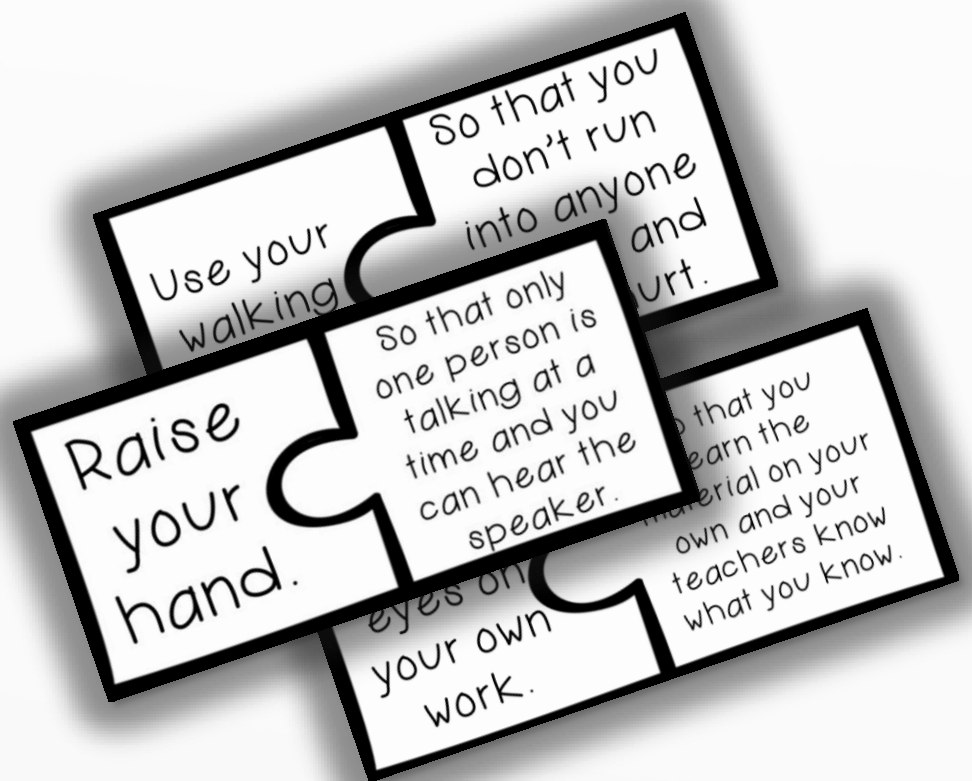 Use your
walking
So that you
don't run
into anyone
and
Raise
your
hand.
So that only
one person is
talking at a
time and you
can hear the
speaker.
eyes on
your own
work.
that you
the
on your
own and your
teachers know
what you know.